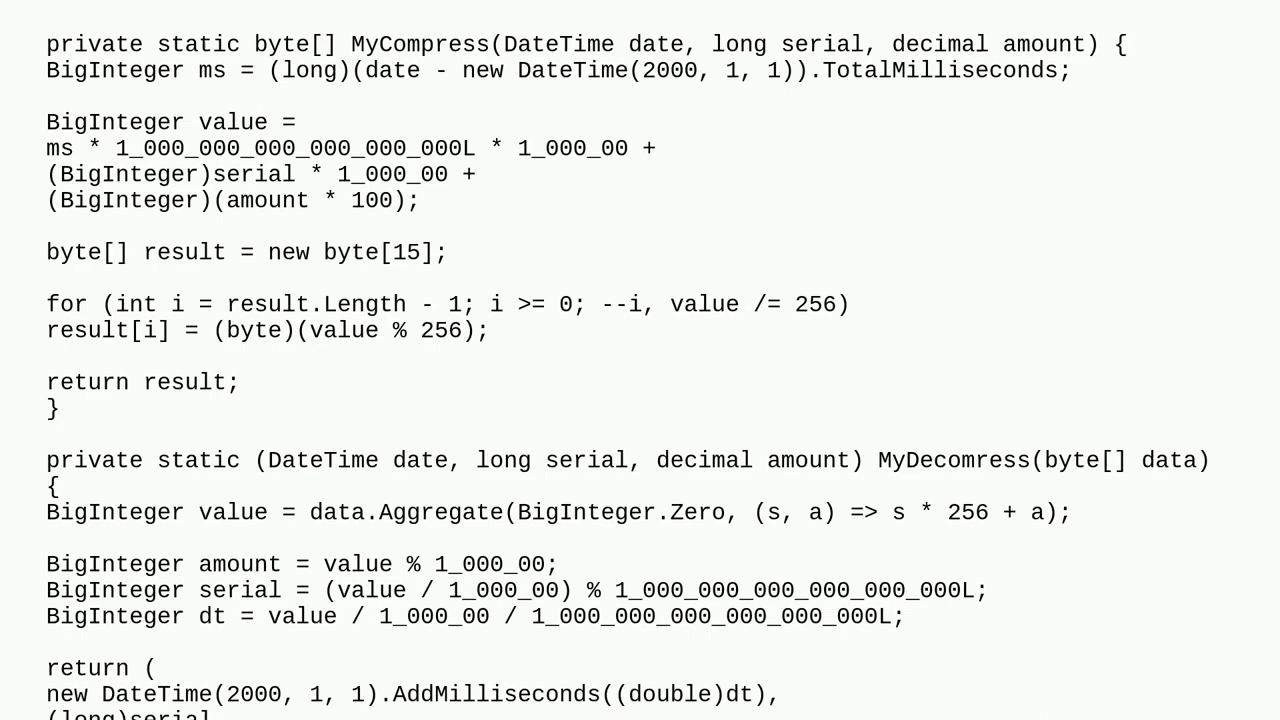 private static byte[] MyCompress(DateTime date, long serial, decimal amount) {
BigInteger ms = (long)(date - new DateTime(2000, 1, 1)).TotalMilliseconds;
BigInteger value =
ms * 1_000_000_000_000_000_000L * 1_000_00 +
(BigInteger)serial * 1_000_00 +
(BigInteger)(amount * 100);
byte[] result = new byte[15];
for (int i = result.Length - 1; i >= 0; --i, value /= 256)
result[i] = (byte)(value % 256);
return result;
}
private static (DateTime date, long serial, decimal amount) MyDecomress(byte[] data)
{
BigInteger value = data.Aggregate(BigInteger.Zero, (s, a) => s * 256 + a);
BigInteger amount = value % 1_000_00;
BigInteger serial = (value / 1_000_00) % 1_000_000_000_000_000_000L;
BigInteger dt = value / 1_000_00 / 1_000_000_000_000_000_000L;
return (
new DateTime(2000, 1, 1).AddMilliseconds((double)dt),
(long)serial